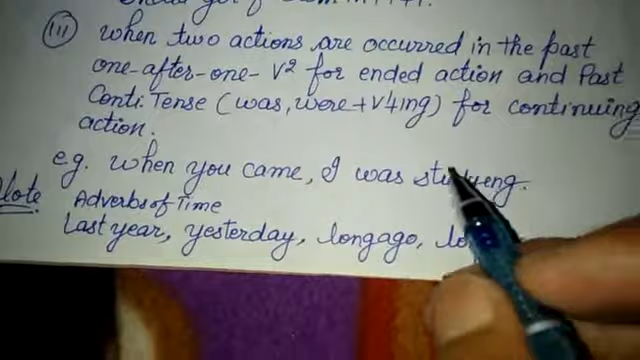 (iii) When two actions are occurred in the past
one-after-one- V² for ended action and Past
Conti. Tense (was, were + V4ing) for continuing
action.
e.g. When you came, I was studyeng.
Note Adverbs of Time
Last year, yesterday, longago,